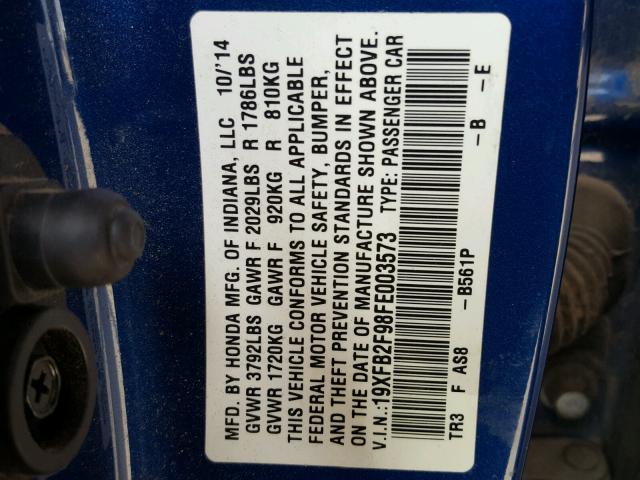 MFD. BY HONDA MFG. OF INDIANA, LLC 10/'14
GVWR 3792LBS GAWR F 2029LBS R 1786LBS
GVWR 1720KG GAWR F 920KG R 810KG
THIS VEHICLE CONFORMS TO ALL APPLICABLE
FEDERAL MOTOR VEHICLE SAFETY, BUMPER,
AND THEFT PREVENTION STANDARDS IN EFFECT
ON THE DATE OF MANUFACTURE SHOWN ABOVE.
V.I.N.:19XFB2F98FE003573 TYPE: PASSENGER CAR
TR3 F AS8 -B561P -B -E